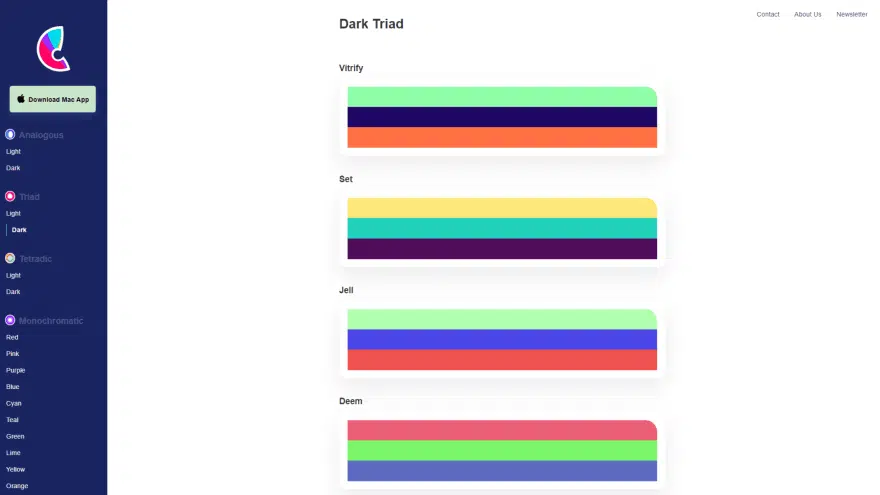 Contact About Us Newsletter
Download Mac App
Analogous
Light
Dark
Triad
Light
Dark
Tetradic
Light
Dark
Monochromatic
Red
Pink
Purple
Blue
Cyan
Teal
Green
Lime
Yellow
Orange
Dark Triad
Vitrify
Set
Jell
Deem